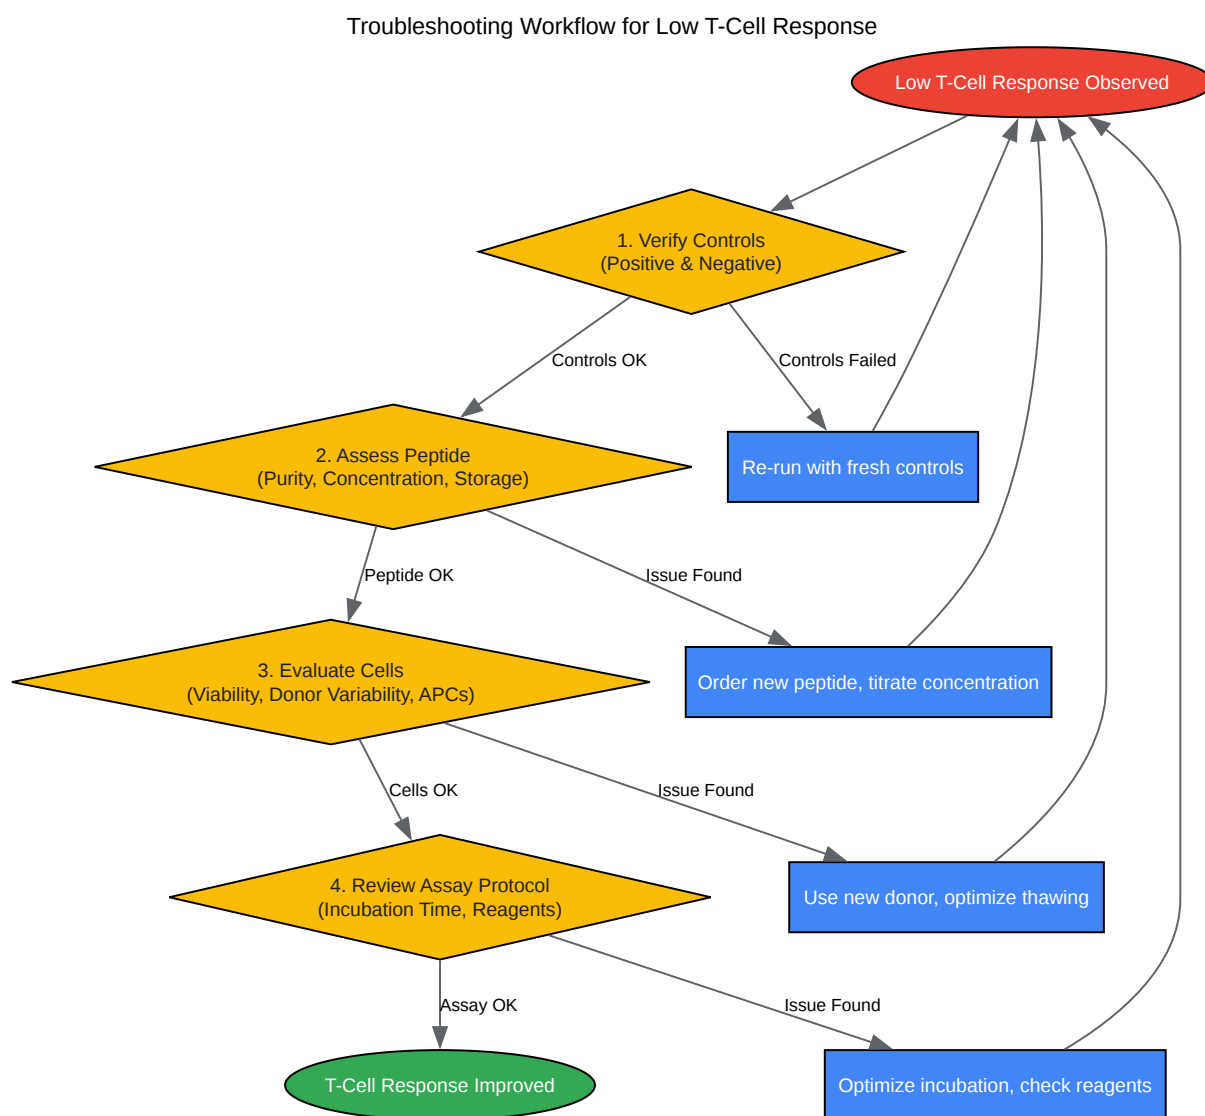 Troubleshooting Workflow for Low T-Cell Response
Low T-Cell Response Observed
1. Verify Controls
(Positive & Negative)
Controls OK
Controls Failed
2. Assess Peptide
(Purity, Concentration, Storage)
Re-run with fresh controls
Peptide OK
Issue Found
3. Evaluate Cells
(Viability, Donor Variability, APCs)
Order new peptide, titrate concentration
Cells OK
Issue Found
4. Review Assay Protocol
(Incubation Time, Reagents)
Use new donor, optimize thawing
Assay OK
Issue Found
T-Cell Response Improved
Optimize incubation, check reagents